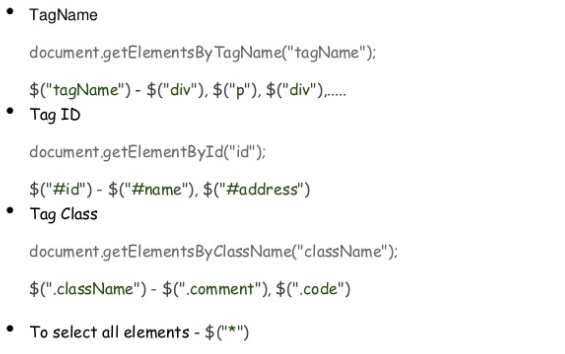 • TagName
document.getElementsByTagName("tagName");
$("tagName") - $("div"), $("p"), $("div"),.....
• Tag ID
document.getElementById("id");
$("#id") - $("#name"), $("#address")
• Tag Class
document.getElementsByClassName("className");
$(".className") - $(".comment"), $(".code")
• To select all elements - $("*")